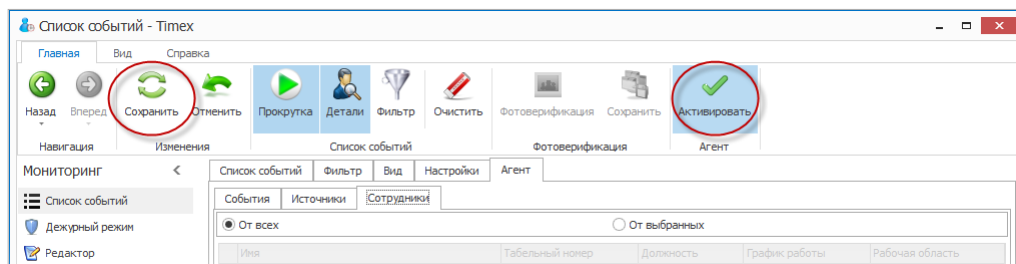 Список событий - Timex
Главная Вид Справка
Назад Вперед Сохранить Отменить Прокрутка Детали Фильтр Очистить Фотоверификация Сохранить Активировать
Навигация Изменения Список событий Фотоверификация Агент
Мониторинг
Список событий Фильтр Вид Настройки Агент
Список событий
События Источники Сотрудники
Дежурный режим
От всех От выбранных
Редактор
Имя Табельный номер Должность График работы Рабочая область